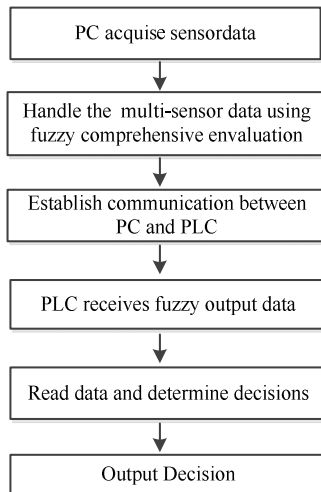 PC acquise sensordata
Handle the multi-sensor data using
fuzzy comprehensive envaluation
Establish communication between
PC and PLC
PLC receives fuzzy output data
Read data and determine decisions
Output Decision